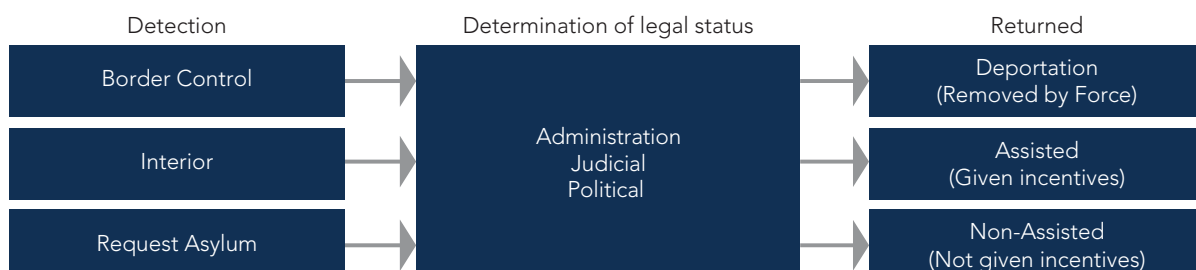 Detection
Determination of legal status
Returned
Border Control
Interior
Request Asylum
Administration
Judicial
Political
Deportation
(Removed by Force)
Assisted
(Given incentives)
Non-Assisted
(Not given incentives)